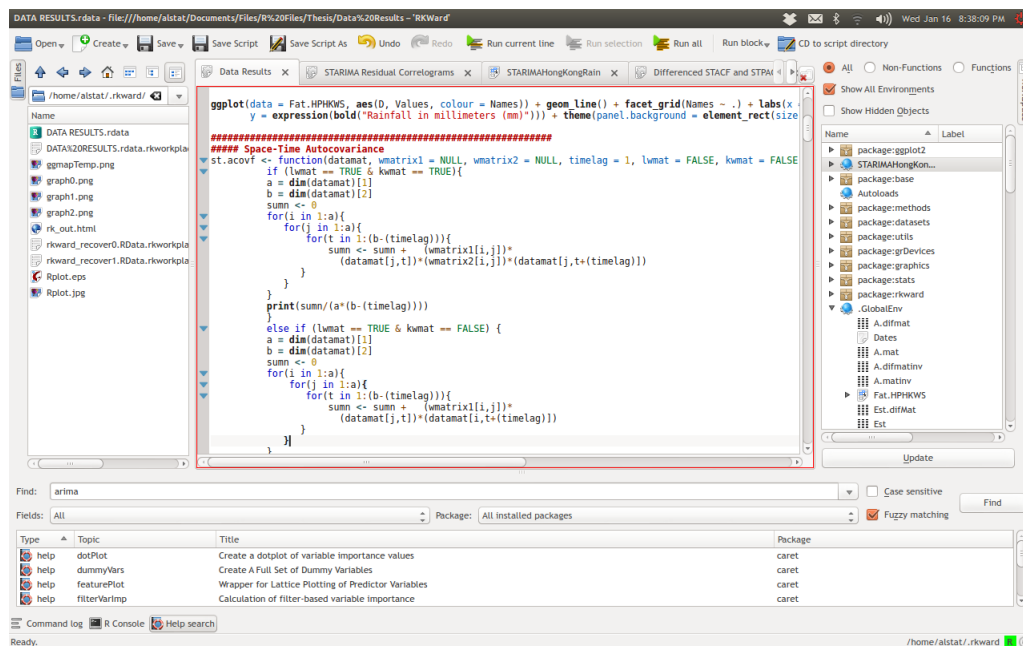 DATA RESULTS.rdata - file:///home/alstat/Documents/Files/R%20Files/Thesis/Data%20Results – 'RKWard'
Wed Jan 16 8:38:09 PM
Open Create Save Save Script Save Script As Undo Redo Run current line Run selection Run all Run block CD to script directory
Files
/home/alstat/.rkward/
Name
DATA RESULTS.rdata
DATA%20RESULTS.rdata.rkworkpla
ggmapTemp.png
graph0.png
graph1.png
graph2.png
rk_out.html
rkward_recover0.RData.rkworkpla
rkward_recover1.RData.rkworkpla
Rplot.eps
Rplot.jpg
Data Results STARIMA Residual Correlograms STARIMAHongKongRain Differenced STACF and STPA
ggplot(data = Fat.HPHKWS, aes(D, Values, colour = Names)) + geom_line() + facet_grid(Names ~ .) + labs(x =
y = expression(bold("Rainfall in millimeters (mm)"))) + theme(panel.background = element_rect(size
############################################################
##### Space-Time Autocovariance
st.acovf <- function(datamat, wmatrix1 = NULL, wmatrix2 = NULL, timelag = 1, lwmat = FALSE, kwmat = FALSE
if (lwmat == TRUE & kwmat == TRUE){
a = dim(datamat)[1]
b = dim(datamat)[2]
sumn <- 0
for(i in 1:a){
for(j in 1:a){
for(t in 1:(b-(timelag))){
sumn <- sumn + (wmatrix1[i,j])*
(datamat[j,t])*(wmatrix2[i,j])*(datamat[j,t+(timelag)])
}
}
}
print(sumn/(a*(b-(timelag))))
}
else if (lwmat == TRUE & kwmat == FALSE) {
a = dim(datamat)[1]
b = dim(datamat)[2]
sumn <- 0
for(i in 1:a){
for(j in 1:a){
for(t in 1:(b-(timelag))){
sumn <- sumn + (wmatrix1[i,j])*
(datamat[j,t])*(datamat[i,t+(timelag)])
}
}
}
All Non-Functions Functions
Show All Environments
Show Hidden Objects
Name Label
package:ggplot2
STARIMAHongKon...
package:base
Autoloads
package:methods
package:datasets
package:utils
package:grDevices
package:graphics
package:stats
package:rkward
.GlobalEnv
A.difmat
Dates
A.mat
A.difmatinv
A.matinv
Fat.HPHKWS
Est.difMat
Est
Update
Find: arima Case sensitive Find
Fields: All Package: All installed packages Fuzzy matching
Type Topic Title Package
help dotPlot Create a dotplot of variable importance values caret
help dummyVars Create A Full Set of Dummy Variables caret
help featurePlot Wrapper for Lattice Plotting of Predictor Variables caret
help filterVarImp Calculation of filter-based variable importance caret
Command log R Console Help search
Ready. /home/alstat/.rkward R